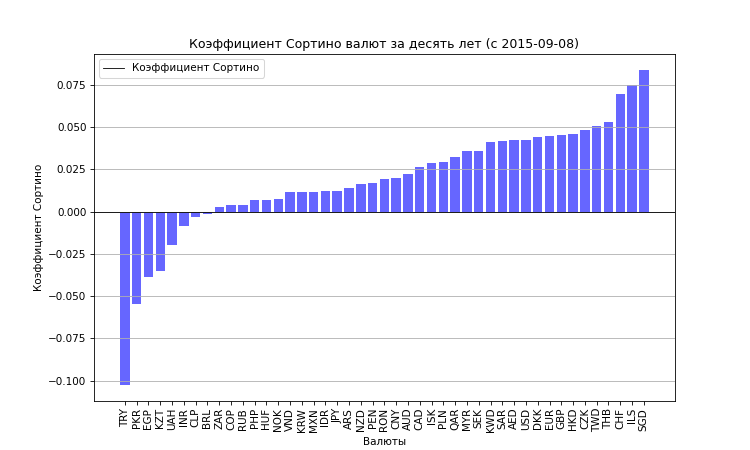 Коэффициент Сортино валют за десять лет (с 2015-09-08)
Коэффициент Сортино
0.075
0.050
0.025
0.000
−0.025
−0.050
−0.075
−0.100
Коэффициент Сортино
TRY PKR EGP KZT UAH INR CLP BRL ZAR COP RUB PHP HUF NOK VND KRW MXN IDR JPY ARS NZD PEN RON CNY AUD CAD ISK PLN QAR MYR SEK KWD SAR AED USD DKK EUR GBP HKD CZK TWD THB CHF ILS SGD
Валюты